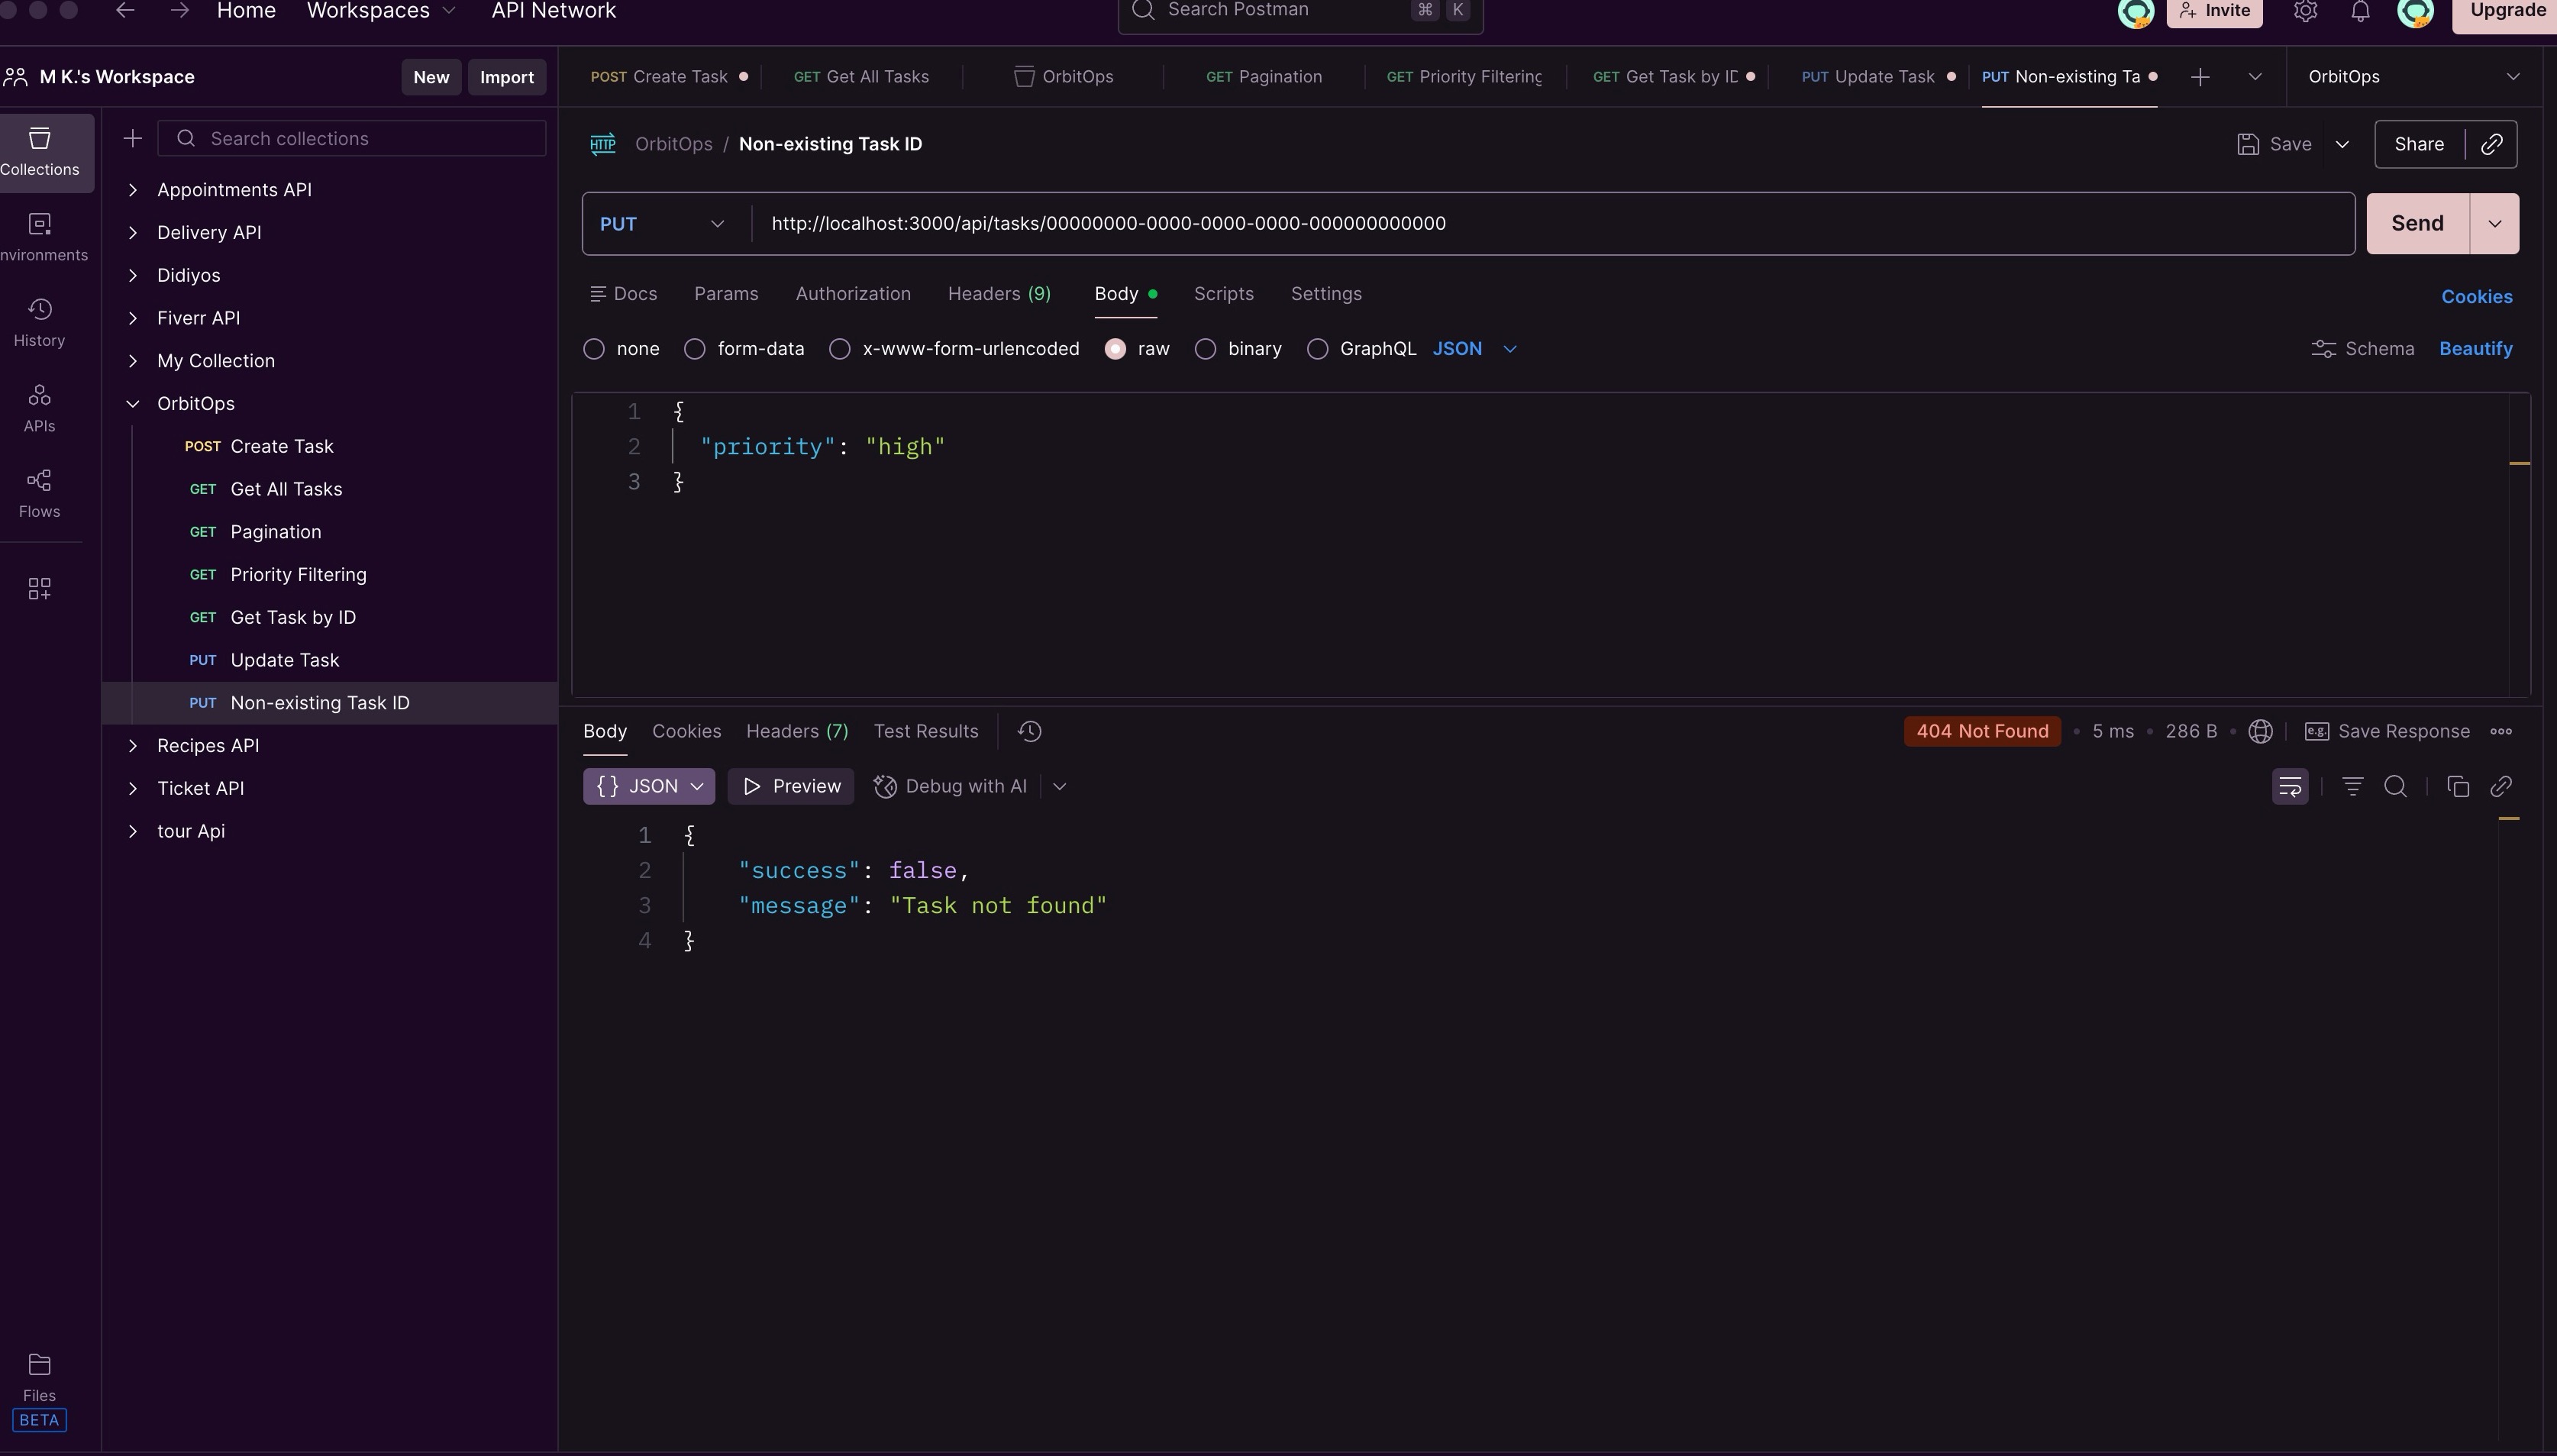 Home Workspaces API Network Search Postman ⌘ K Invite Upgrade
M K.'s Workspace New Import
POST Create Task GET Get All Tasks OrbitOps GET Pagination GET Priority Filtering GET Get Task by ID PUT Update Task PUT Non-existing Ta OrbitOps
Collections
nvironments
History
APIs
Flows
Files
BETA
Search collections
Appointments API
Delivery API
Didiyos
Fiverr API
My Collection
OrbitOps
POST Create Task
GET Get All Tasks
GET Pagination
GET Priority Filtering
GET Get Task by ID
PUT Update Task
PUT Non-existing Task ID
Recipes API
Ticket API
tour Api
HTTP OrbitOps / Non-existing Task ID Save Share
PUT http://localhost:3000/api/tasks/00000000-0000-0000-0000-000000000000 Send
Docs Params Authorization Headers (9) Body Scripts Settings Cookies
none form-data x-www-form-urlencoded raw binary GraphQL JSON Schema Beautify
1 {
2 "priority": "high"
3 }
Body Cookies Headers (7) Test Results 404 Not Found • 5 ms • 286 B • e.g. Save Response
{} JSON Preview Debug with AI
1 {
2 "success": false,
3 "message": "Task not found"
4 }